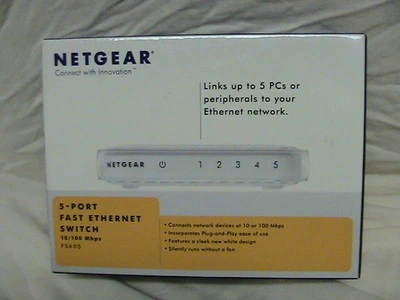 NETGEAR®
Connect with Innovation™
Links up to 5 PCs or
peripherals to your
Ethernet network.
NETGEAR 1 2 3 4 5
5-PORT
FAST ETHERNET
SWITCH
10/100 Mbps
FS605
• Connects network devices at 10 or 100 Mbps
• Incorporates Plug-and-Play ease of use
• Features a sleek new white design
• Silently runs without a fan